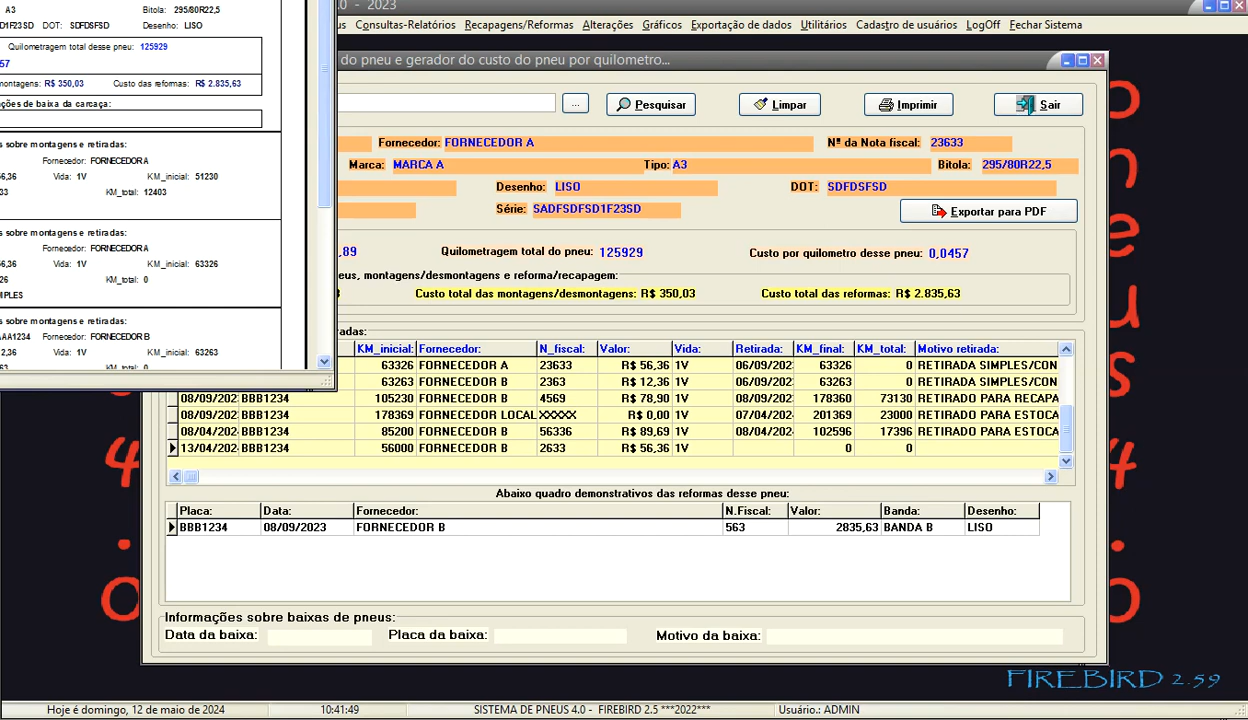 .0 - 2023
Consultas-Relatórios Recapagens/Reformas Alterações Gráficos Exportação de dados Utilitários Cadastro de usuários LogOff Fechar Sistema
A3 Bitola: 295/80R22,5
D1F23SD DOT: SDFDSFSD Desenho: LISO
Quilometragem total desse pneu: 125929
57
montagens: R$ 350,03 Custo das reformas: R$ 2.835,63
ções de baixa da carcaça:
s sobre montagens e retiradas:
Fornecedor: FORNECEDOR A
56,36 Vida: 1V KM_inicial: 51230
33 KM_total: 12403
s sobre montagens e retiradas:
Fornecedor: FORNECEDOR A
56,36 Vida: 1V KM_inicial: 63326
26 KM_total: 0
MPLES
s sobre montagens e retiradas:
AAA1234 Fornecedor: FORNECEDOR B
2,36 Vida: 1V KM_inicial: 63263
do pneu e gerador do custo do pneu por quilometro...
... Pesquisar Limpar Imprimir Sair
Fornecedor: FORNECEDOR A Nª da Nota fiscal: 23633
Marca: MARCA A Tipo: A3 Bitola: 295/80R22,5
Desenho: LISO DOT: SDFDSFSD
Série: SADFSDFSD1F23SD Exportar para PDF
,89 Quilometragem total do pneu: 125929 Custo por quilometro desse pneu: 0,0457
eus, montagens/desmontagens e reforma/recapagem:
Custo total das montagens/desmontagens: R$ 350,03 Custo total das reformas: R$ 2.835,63
adas:
KM_inicial: Fornecedor: N_fiscal: Valor: Vida: Retirada: KM_final: KM_total: Motivo retirada:
63326 FORNECEDOR A 23633 R$ 56,36 1V 06/09/202 63326 0 RETIRADA SIMPLES/CON
63263 FORNECEDOR B 2363 R$ 12,36 1V 06/09/202 63263 0 RETIRADA SIMPLES/CON
08/09/202 BBB1234 105230 FORNECEDOR B 4569 R$ 78,90 1V 08/09/202 178360 73130 RETIRADO PARA RECAPA
08/09/202 BBB1234 178369 FORNECEDOR LOCAL XXXXX R$ 0,00 1V 07/04/202 201369 23000 RETIRADO PARA ESTOCA
08/04/202 BBB1234 85200 FORNECEDOR B 56336 R$ 89,69 1V 08/04/202 102596 17396 RETIRADO PARA ESTOCA
13/04/202 BBB1234 56000 FORNECEDOR B 2633 R$ 56,36 1V 0 0
Abaixo quadro demonstrativos das reformas desse pneu:
Placa: Data: Fornecedor: N.Fiscal: Valor: Banda: Desenho:
BBB1234 08/09/2023 FORNECEDOR B 563 2835,63 BANDA B LISO
Informações sobre baixas de pneus:
Data da baixa: Placa da baixa: Motivo da baixa:
FIREBIRD 2.59
Hoje é domingo, 12 de maio de 2024 10:41:49 SISTEMA DE PNEUS 4.0 - FIREBIRD 2.5 ***2022*** Usuário.: ADMIN